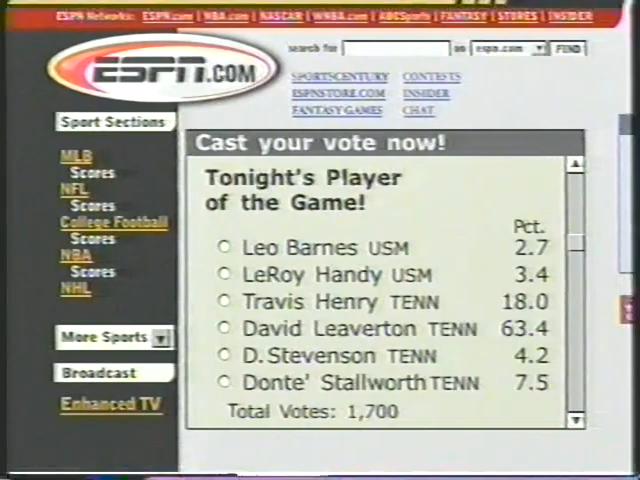 ESPN Networks: ESPN.com | NBA.com | NASCAR | WNBA.com | ABCSports | FANTASY | STORES | INSIDER
ESPN.COM
search for on espn.com FIND
SPORTSCENTURY CONTESTS
ESPNSTORE.COM INSIDER
FANTASY GAMES CHAT
Sport Sections
MLB
Scores
NFL
Scores
College Football
Scores
NBA
Scores
NHL
More Sports
Broadcast
Enhanced TV
Cast your vote now!
Tonight's Player
of the Game!
Pct.
Leo Barnes USM 2.7
LeRoy Handy USM 3.4
Travis Henry TENN 18.0
David Leaverton TENN 63.4
D.Stevenson TENN 4.2
Donte' Stallworth TENN 7.5
Total Votes: 1,700